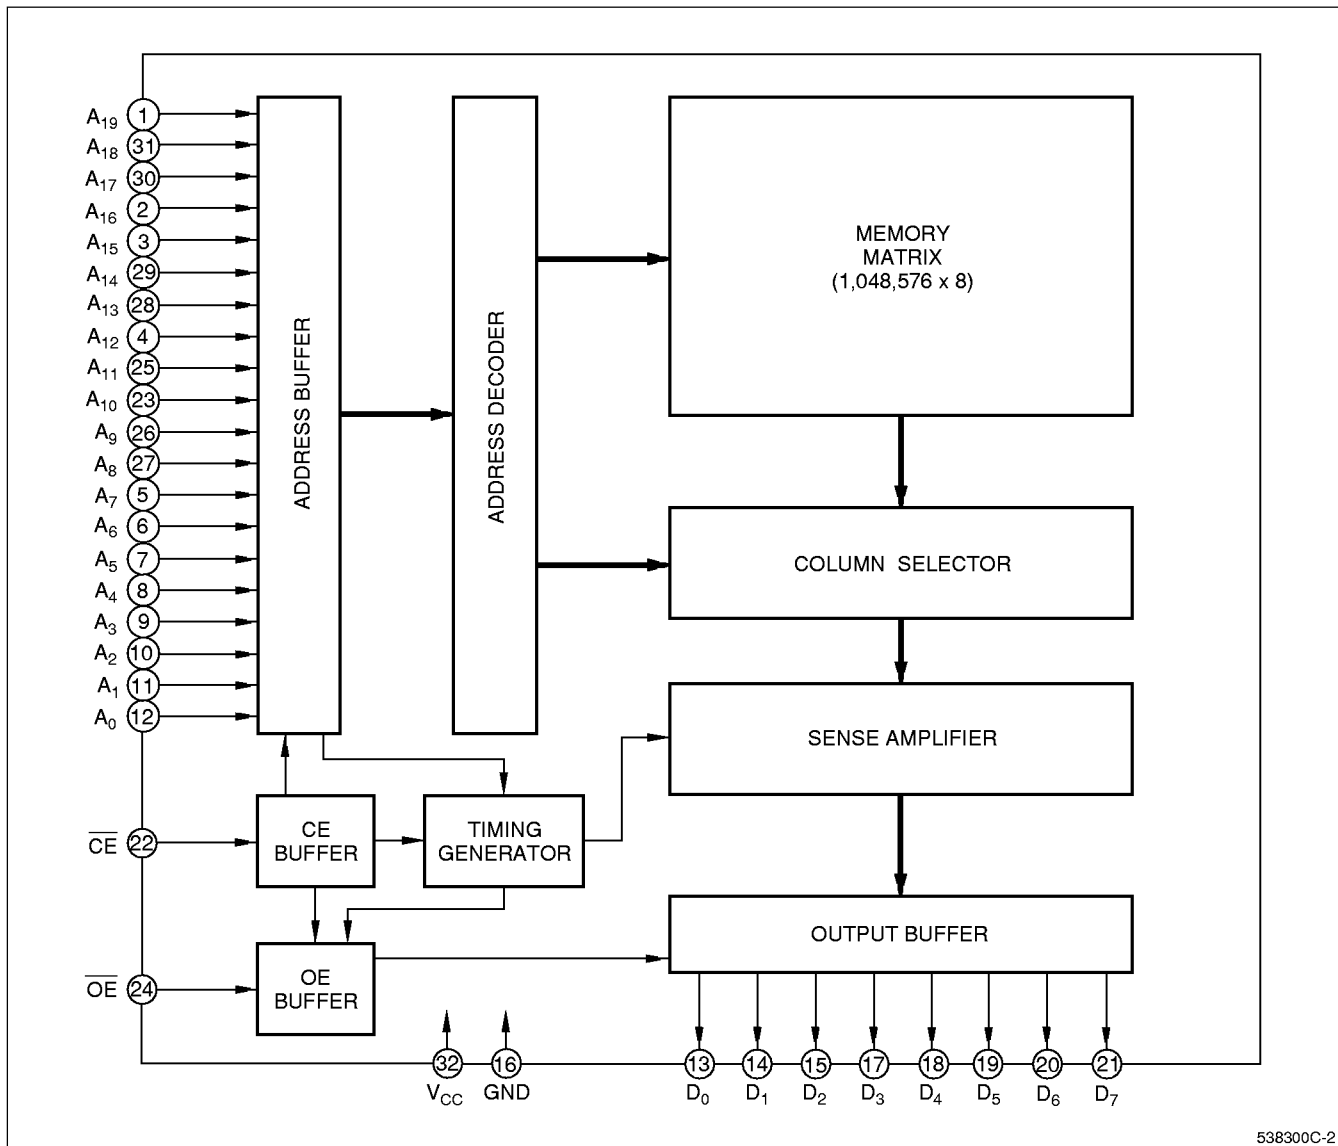 A19 1
A18 31
A17 30
A16 2
A15 3
A14 29
A13 28
A12 4
A11 25
A10 23
A9 26
A8 27
A7 5
A6 6
A5 7
A4 8
A3 9
A2 10
A1 11
A0 12
CE 22
OE 24
ADDRESS BUFFER
ADDRESS DECODER
MEMORY
MATRIX
(1,048,576 x 8)
COLUMN SELECTOR
SENSE AMPLIFIER
CE
BUFFER
TIMING
GENERATOR
OE
BUFFER
OUTPUT BUFFER
32 16 13 14 15 17 18 19 20 21
VCC GND D0 D1 D2 D3 D4 D5 D6 D7
538300C-2